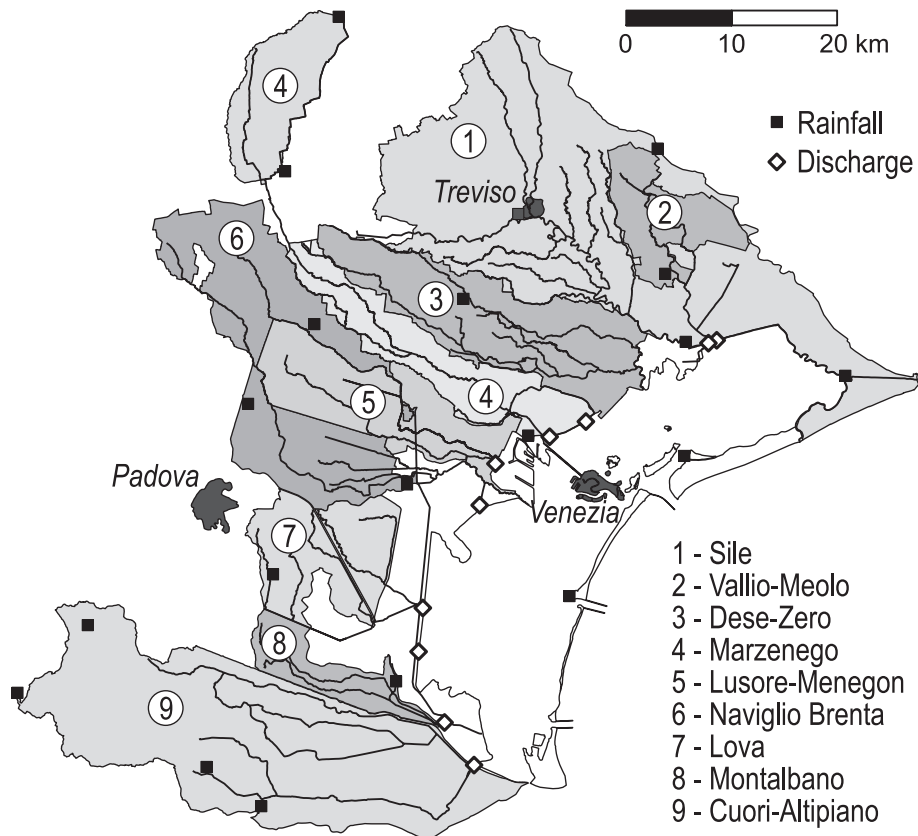 0 10 20 km
Rainfall
Discharge
4
1
Treviso
2
6
3
4
5
Padova
Venezia
7
8
9
1 - Sile
2 - Vallio-Meolo
3 - Dese-Zero
4 - Marzenego
5 - Lusore-Menegon
6 - Naviglio Brenta
7 - Lova
8 - Montalbano
9 - Cuori-Altipiano